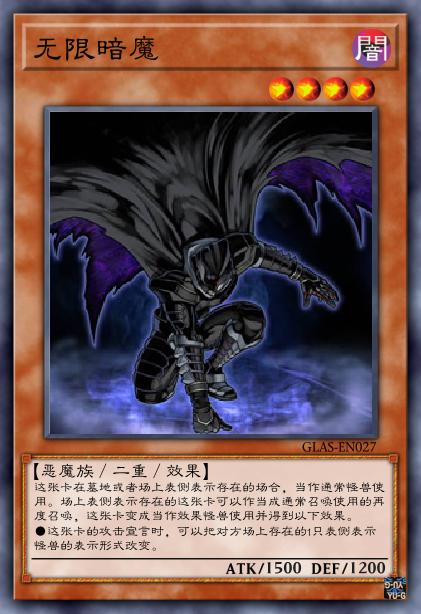 无限暗魔
闇
GLAS-EN027
【恶魔族／二重／效果】
这张卡在墓地或者场上表侧表示存在的场合，当作通常怪兽使
用。场上表侧表示存在的这张卡可以作当成通常召唤使用的再
度召唤，这张卡变成当作效果怪兽使用并得到以下效果。
●这张卡的攻击宣言时，可以把对方场上存在的1只表侧表示
怪兽的表示形式改变。
ATK/1500 DEF/1200